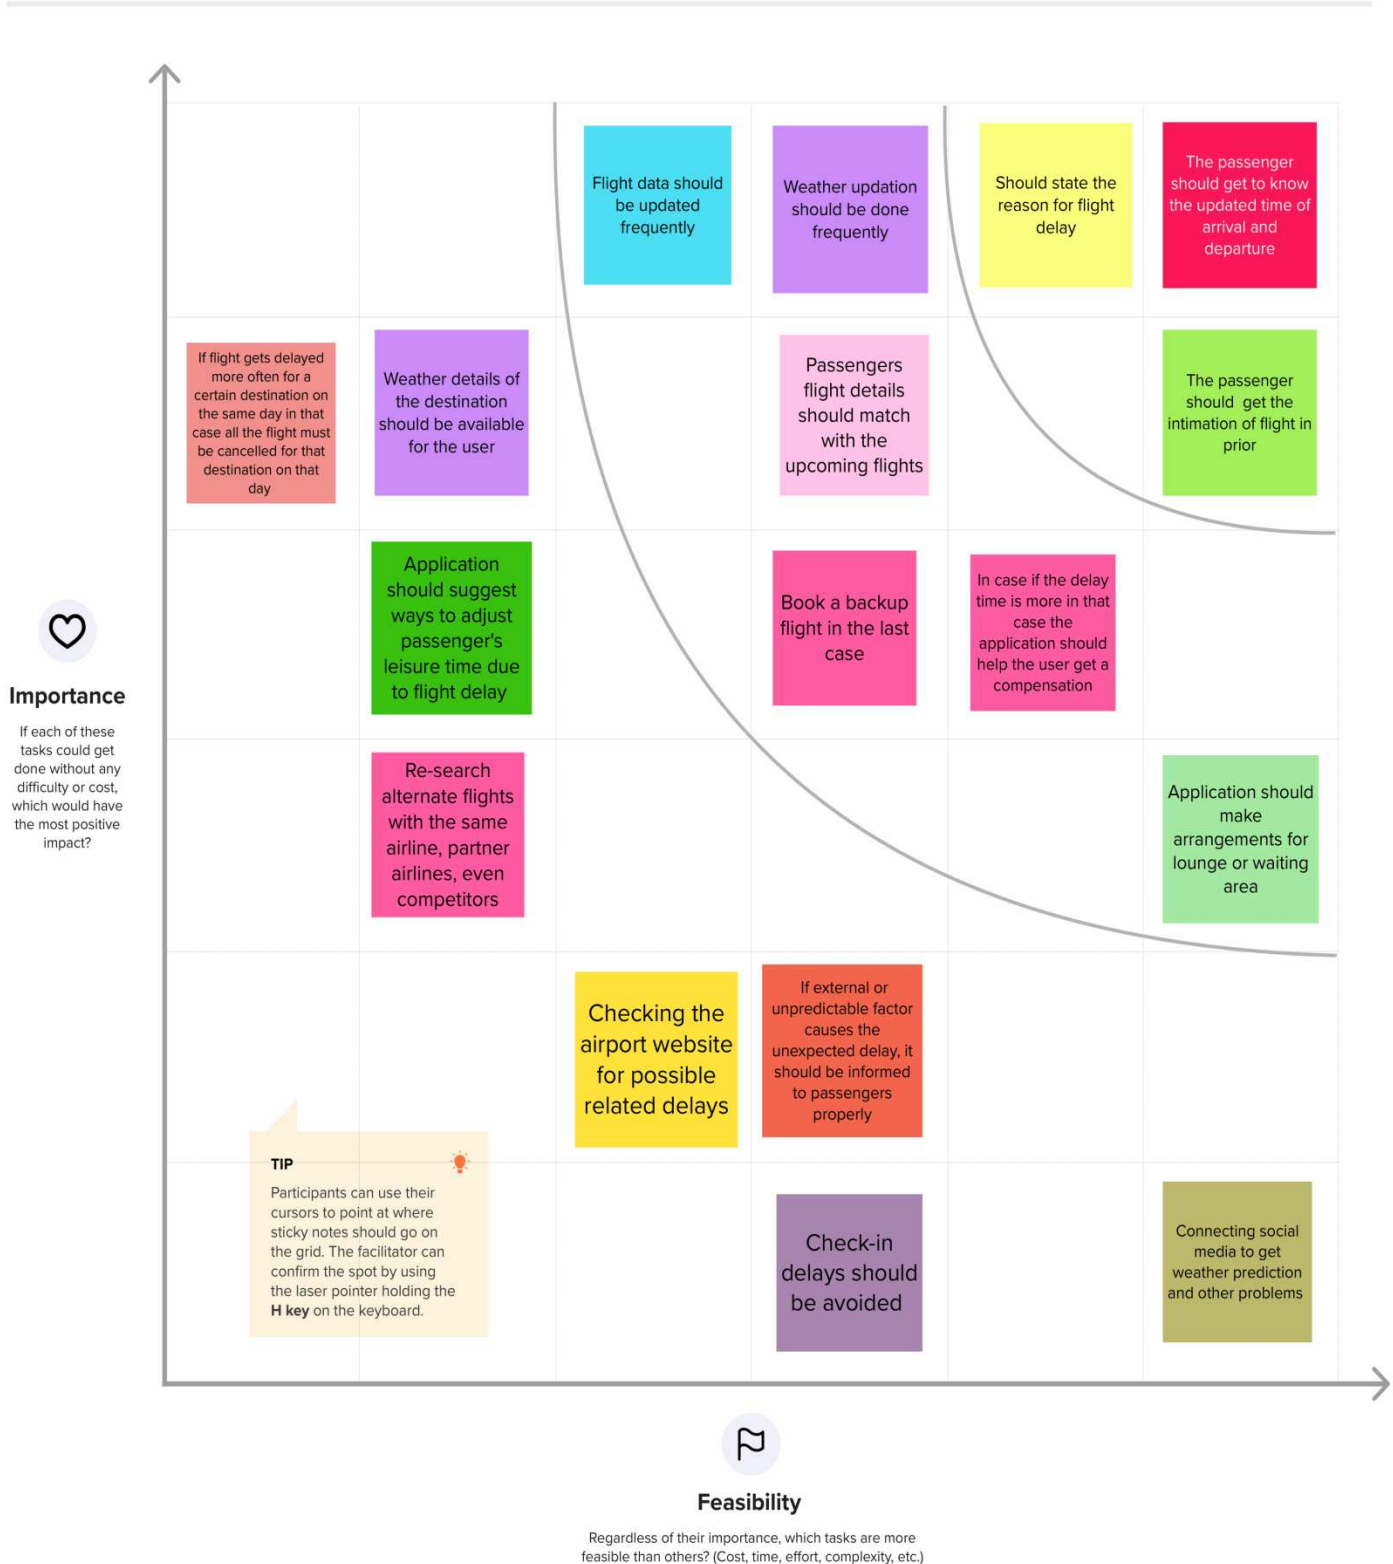 Flight data should
be updated
frequently
Weather updation
should be done
frequently
Should state the
reason for flight
delay
The passenger
should get to know
the updated time of
arrival and
departure
If flight gets delayed
more often for a
certain destination on
the same day in that
case all the flight must
be cancelled for that
destination on that
day
Weather details of
the destination
should be available
for the user
Passengers
flight details
should match
with the
upcoming flights
The passenger
should get the
intimation of flight in
prior
Application
should suggest
ways to adjust
passenger's
leisure time due
to flight delay
Book a backup
flight in the last
case
In case if the delay
time is more in that
case the
application should
help the user get a
compensation
Importance
If each of these
tasks could get
done without any
difficulty or cost,
which would have
the most positive
impact?
Re-search
alternate flights
with the same
airline, partner
airlines, even
competitors
Application should
make
arrangements for
lounge or waiting
area
Checking the
airport website
for possible
related delays
If external or
unpredictable factor
causes the
unexpected delay, it
should be informed
to passengers
properly
TIP
Participants can use their
cursors to point at where
sticky notes should go on
the grid. The facilitator can
confirm the spot by using
the laser pointer holding the
H key on the keyboard.
Check-in
delays should
be avoided
Connecting social
media to get
weather prediction
and other problems
Feasibility
Regardless of their importance, which tasks are more
feasible than others? (Cost, time, effort, complexity, etc.)